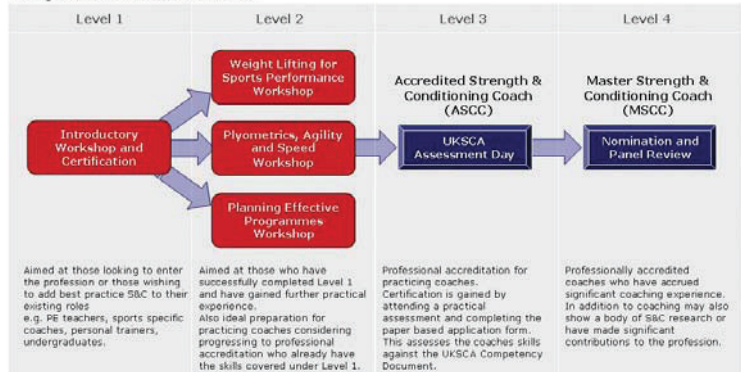 Level 1
Level 2
Level 3
Level 4
Introductory
Workshop and
Certification
Weight Lifting for
Sports Performance
Workshop
Plyometrics, Agility
and Speed
Workshop
Planning Effective
Programmes
Workshop
Accredited Strength &
Conditioning Coach
(ASCC)
UKSCA
Assessment Day
Master Strength &
Conditioning Coach
(MSCC)
Nomination and
Panel Review
Aimed at those looking to enter
the profession or those wishing
to add best practice S&C to their
existing roles
e.g. PE teachers, sports specific
coaches, personal trainers,
undergraduates.
Aimed at those who have
successfully completed Level 1
and have gained further practical
experience.
Also ideal preparation for
practicing coaches considering
progressing to professional
accreditation who already have
the skills covered under Level 1.
Professional accreditation for
practicing coaches.
Certification is gained by
attending a practical
assessment and completing the
paper based application form.
This assesses the coaches skills
against the UKSCA Competency
Document.
Professionally accredited
coaches who have accrued
significant coaching experience.
In addition to coaching may also
show a body of S&C research or
have made significant
contributions to the profession.